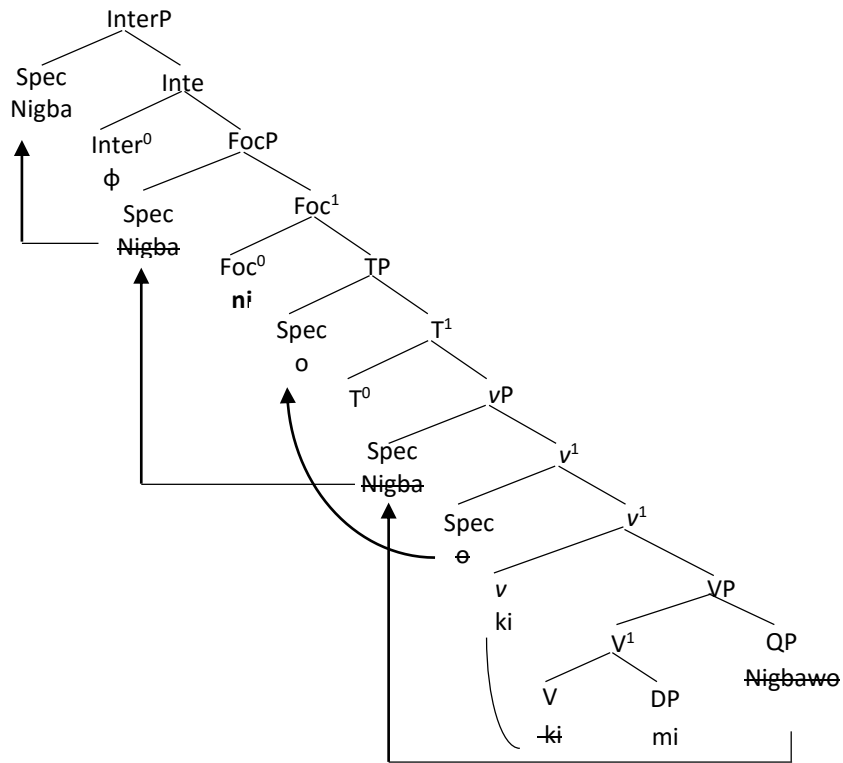 InterP
Spec
Inte
Nigba
Inter⁰
FocP
ϕ
Spec
Foc¹
Nigba
Foc⁰
TP
ni
Spec
T¹
o
T⁰
vP
Spec
v¹
Nigba
Spec
v¹
o
v
VP
ki
V¹
QP
Nigbawo
V
DP
ki
mi